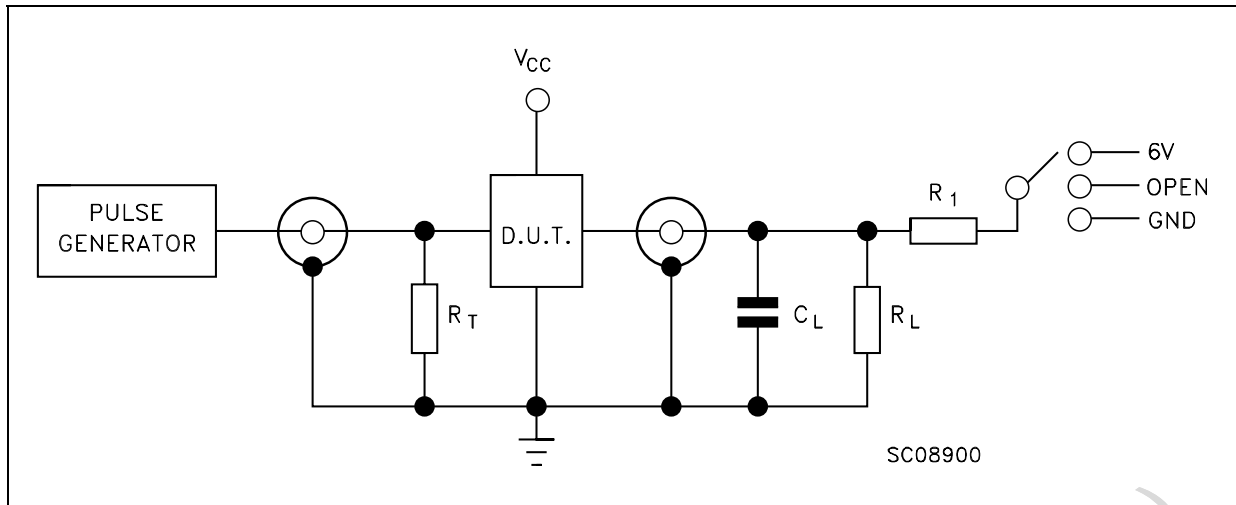 VCC
6V
OPEN
GND
R1
PULSE
GENERATOR
D.U.T.
RT
CL
RL
SC08900